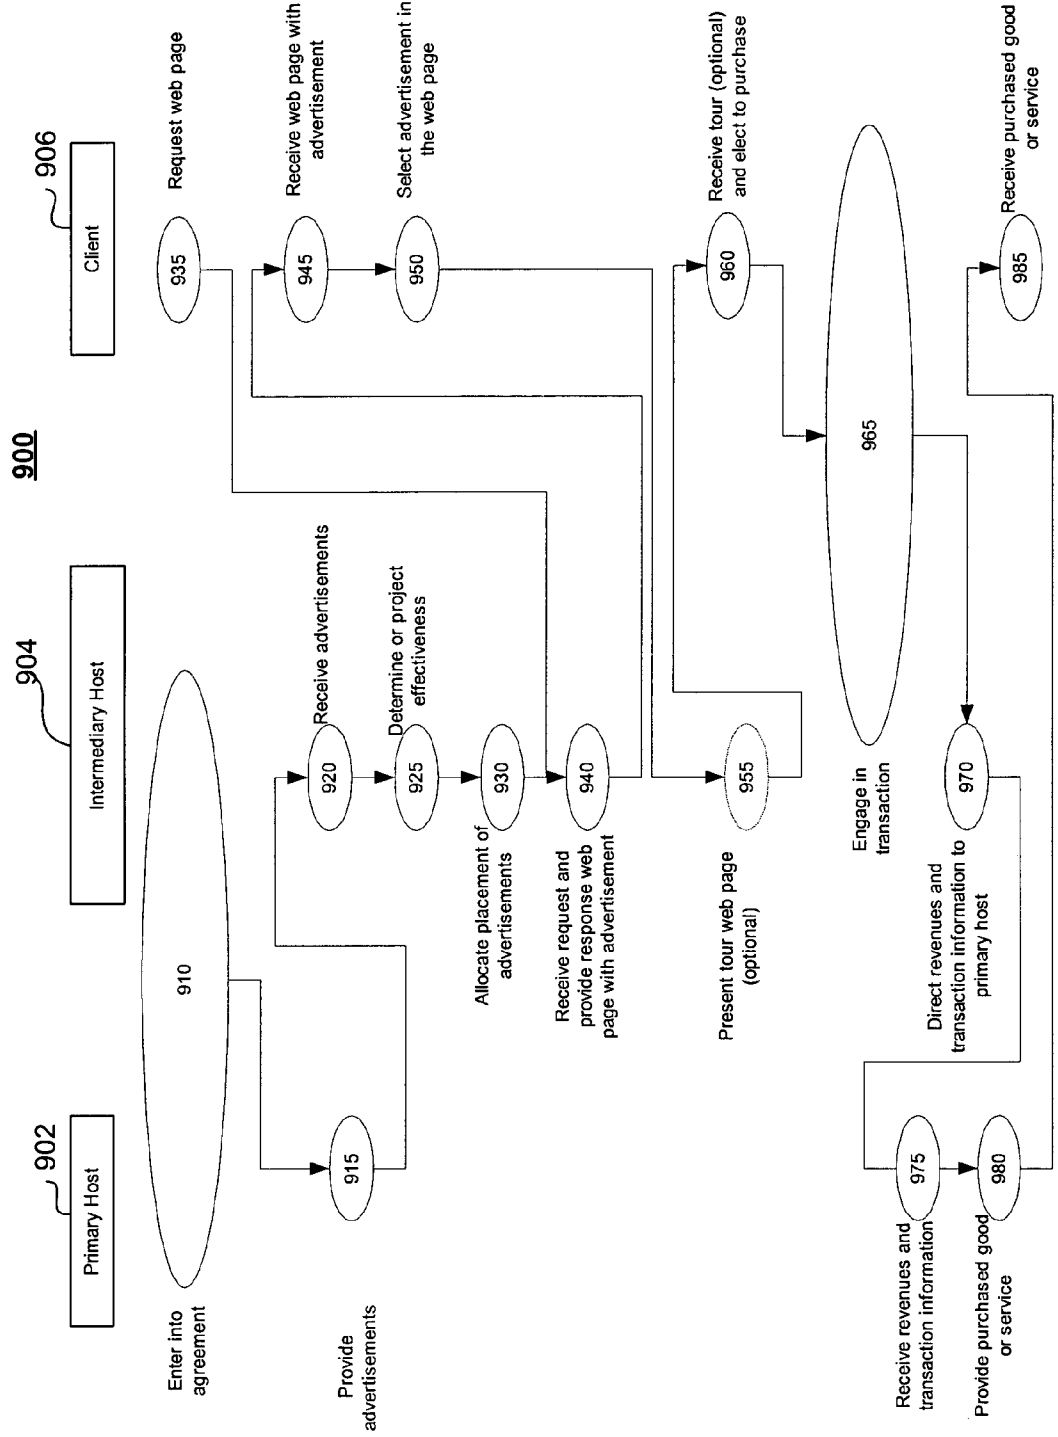 900
902
904
906
Primary Host
Intermediary Host
Client
Enter into
agreement
910
935
Request web page
Provide
advertisements
915
920
Receive advertisements
945
Receive web page with
advertisement
925
Determine or project
effectiveness
950
Select advertisement in
the web page
Allocate placement of
advertisements
930
Receive request and
provide response web
page with advertisement
940
Present tour web page
(optional)
955
960
Receive tour (optional)
and elect to purchase
Engage in
transaction
965
Direct revenues and
transaction information to
primary host
970
Receive revenues and
transaction information
975
Provide purchased good
or service
980
985
Receive purchased good
or service